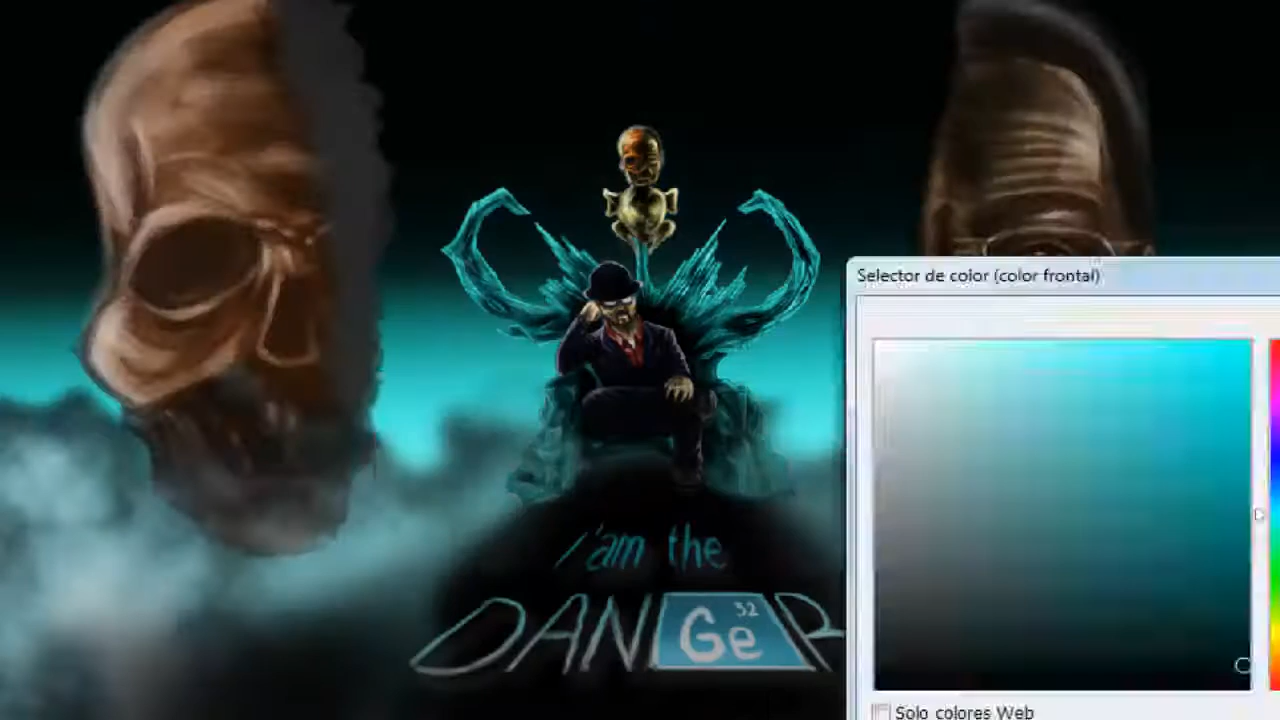 Selector de color (color frontal)
I'am the
DANGeR
32
Solo colores Web